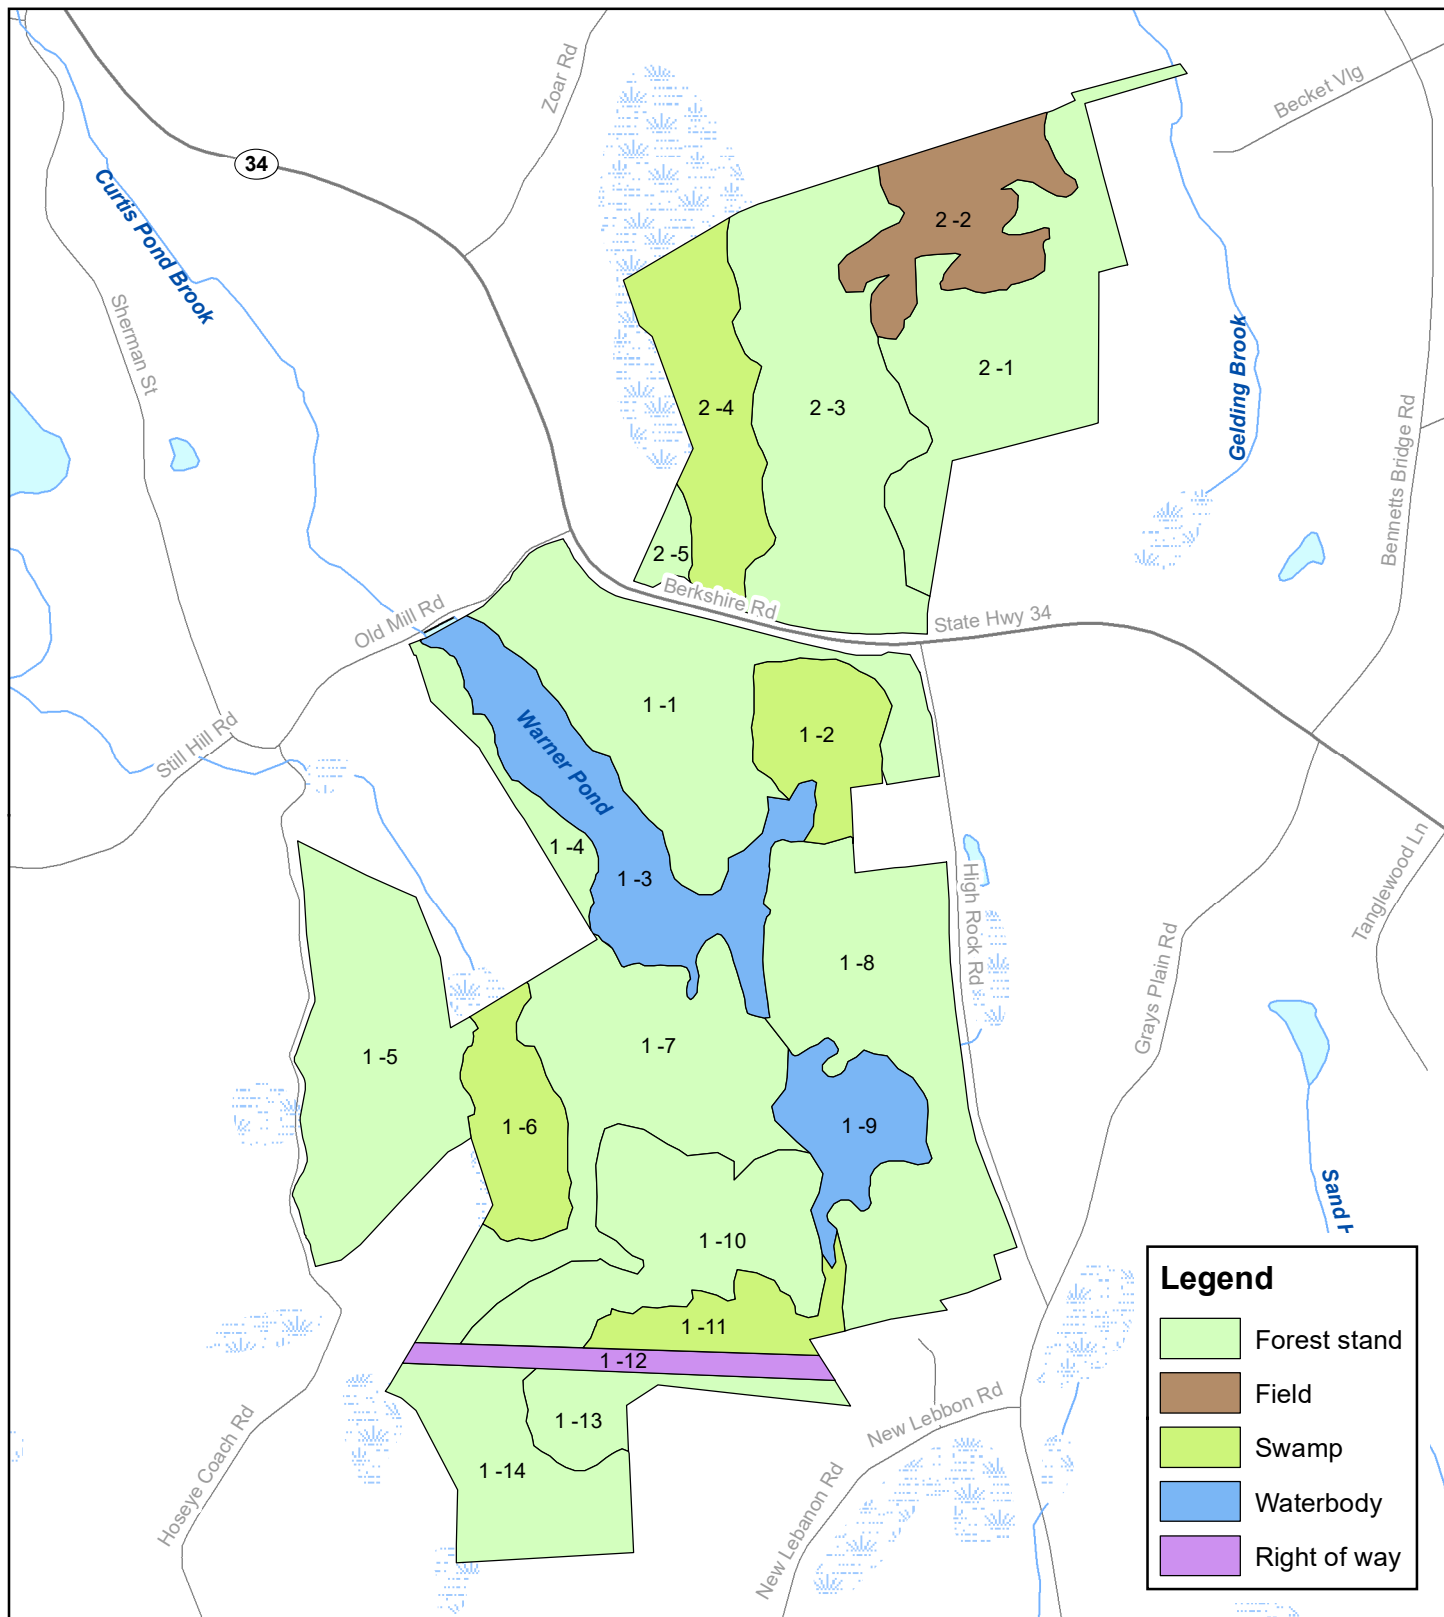 Zoar Rd
Becket Vlg
34
Curtis Pond Brook
2 -2
Sherman St
Gelding Brook
2 -1
2 -4
2 -3
Bennetts Bridge Rd
2 -5
Berkshire Rd
Old Mill Rd
State Hwy 34
1 -1
Still Hill Rd
Warner Pond
1 -2
1 -4
1 -3
Tanglewood Ln
High Rock Rd
1 -8
Grays Plain Rd
1 -5
1 -7
1 -6
1 -9
Sand H
1 -10
1 -11
1 -12
1 -13
1 -14
Hoseye Coach Rd
New Lebbon Rd
New Lebanon Rd
Legend
Forest stand
Field
Swamp
Waterbody
Right of way